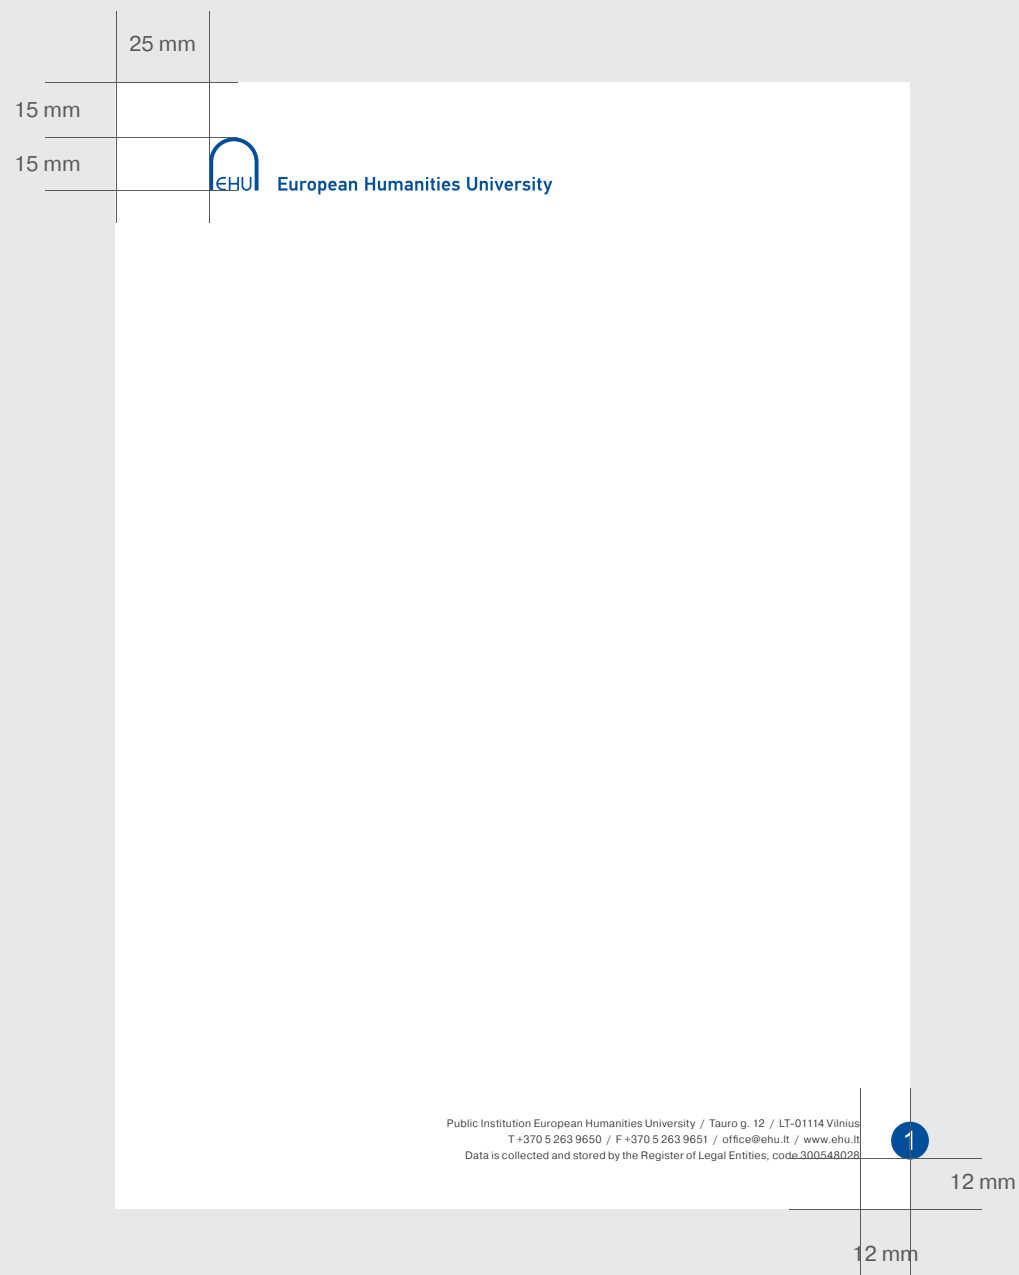 25 mm
15 mm
15 mm
EHU European Humanities University
Public Institution European Humanities University / Tauro g. 12 / LT-01114 Vilnius
T +370 5 263 9650 / F +370 5 263 9651 / office@ehu.lt / www.ehu.lt
1
Data is collected and stored by the Register of Legal Entities, code 300548028
12 mm
12 mm